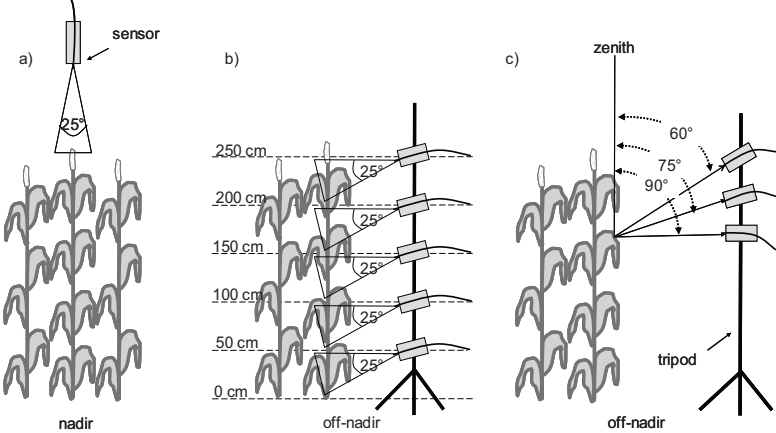 a)
sensor
25°
nadir
b)
250 cm
25°
200 cm
25°
150 cm
25°
100 cm
25°
50 cm
25°
0 cm
off-nadir
c)
zenith
60°
75°
90°
tripod
off-nadir